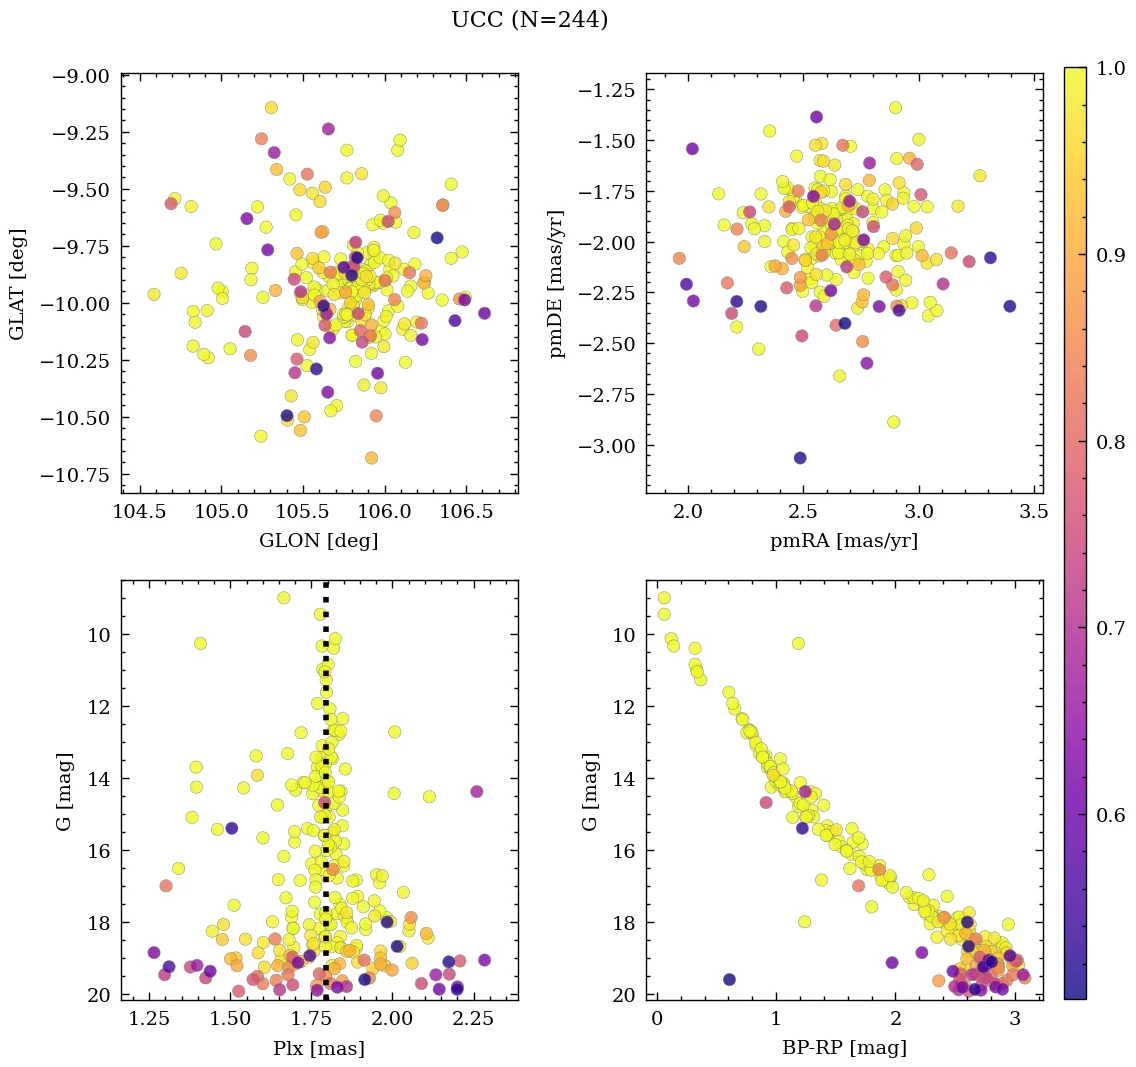 UCC (N=244)
−9.00
−9.25
−9.50
−9.75
−10.00
−10.25
−10.50
−10.75
GLAT [deg]
104.5 105.0 105.5 106.0 106.5
GLON [deg]
−1.25
−1.50
−1.75
−2.00
−2.25
−2.50
−2.75
−3.00
pmDE [mas/yr]
2.0 2.5 3.0 3.5
pmRA [mas/yr]
1.0
0.9
0.8
0.7
0.6
10
12
14
16
18
20
G [mag]
1.25 1.50 1.75 2.00 2.25
Plx [mas]
10
12
14
16
18
20
G [mag]
0 1 2 3
BP-RP [mag]